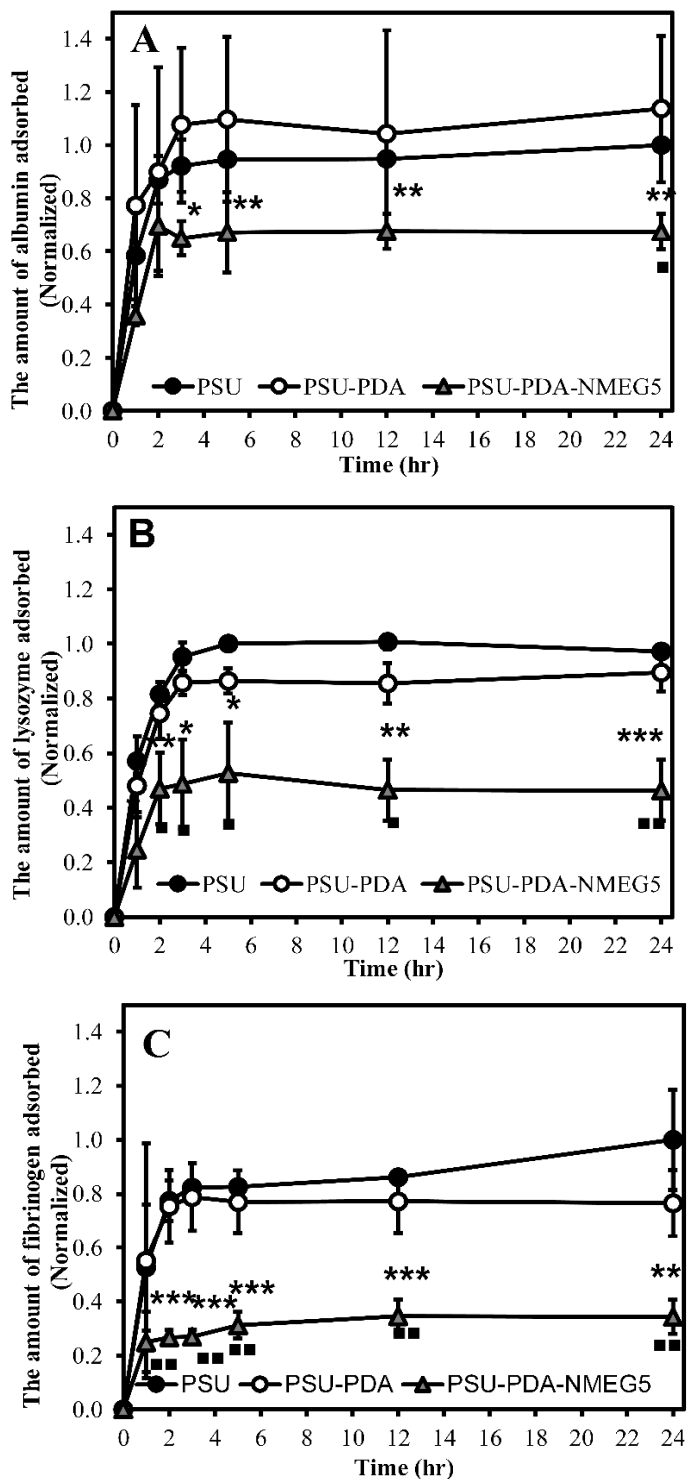 A
The amount of albumin adsorbed
(Normalized)
1.4
1.2
1.0
0.8
0.6
0.4
0.2
0.0
* ** ** **
PSU PSU-PDA PSU-PDA-NMEG5
0 2 4 6 8 10 12 14 16 18 20 22 24
Time (hr)
B
The amount of lysozyme adsorbed
(Normalized)
1.4
1.2
1.0
0.8
0.6
0.4
0.2
0.0
** * * ** ***
PSU PSU-PDA PSU-PDA-NMEG5
0 2 4 6 8 10 12 14 16 18 20 22 24
Time (hr)
C
The amount of fibrinogen adsorbed
(Normalized)
1.4
1.2
1.0
0.8
0.6
0.4
0.2
0.0
*** *** *** *** **
PSU PSU-PDA PSU-PDA-NMEG5
0 2 4 6 8 10 12 14 16 18 20 22 24
Time (hr)